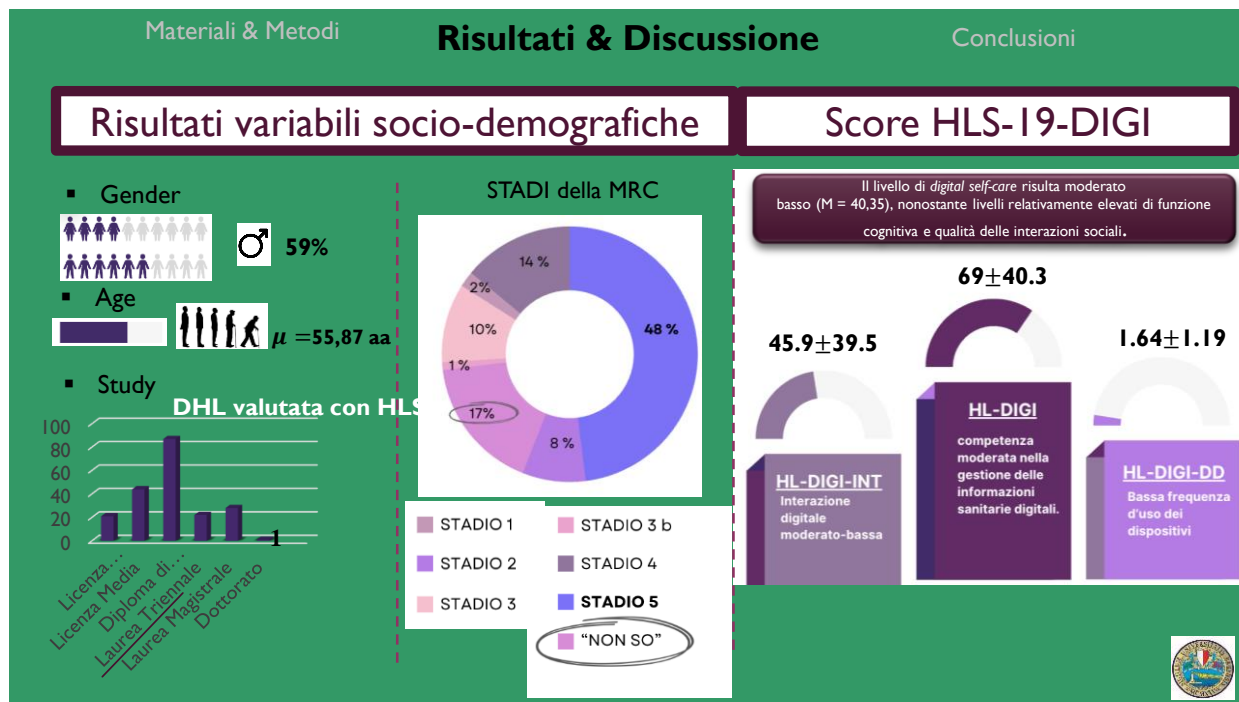 Materiali & Metodi
Risultati & Discussione
Conclusioni
Risultati variabili socio-demografiche
Score HLS-19-DIGI
▪ Gender
59%
▪ Age
μ =55,87 aa
▪ Study
DHL valutata con HLS
100
80
60
40
20
0
1
Licenza…
Licenza Media
Diploma di…
Laurea Triennale
Laurea Magistrale
Dottorato
STADI della MRC
14 %
2%
10%
1 %
17%
8 %
48 %
STADIO 1
STADIO 2
STADIO 3
STADIO 3 b
STADIO 4
STADIO 5
“NON SO”
Il livello di digital self-care risulta moderato
basso (M = 40,35), nonostante livelli relativamente elevati di funzione
cognitiva e qualità delle interazioni sociali.
69±40.3
45.9±39.5
1.64±1.19
HL-DIGI-INT
Interazione
digitale
moderato-bassa
HL-DIGI
competenza
moderata nella
gestione delle
informazioni
sanitarie digitali.
HL-DIGI-DD
Bassa frequenza
d'uso dei
dispositivi